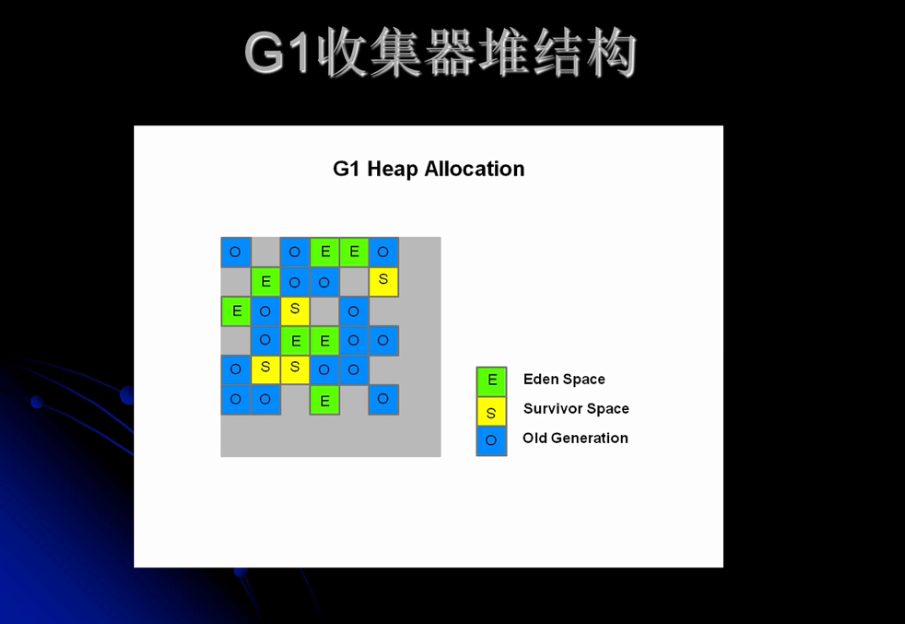 G1收集器堆结构
G1 Heap Allocation
O O E E O
E O O S
E O S O
O E E O O
O S S O O
O O E O
E Eden Space
S Survivor Space
O Old Generation